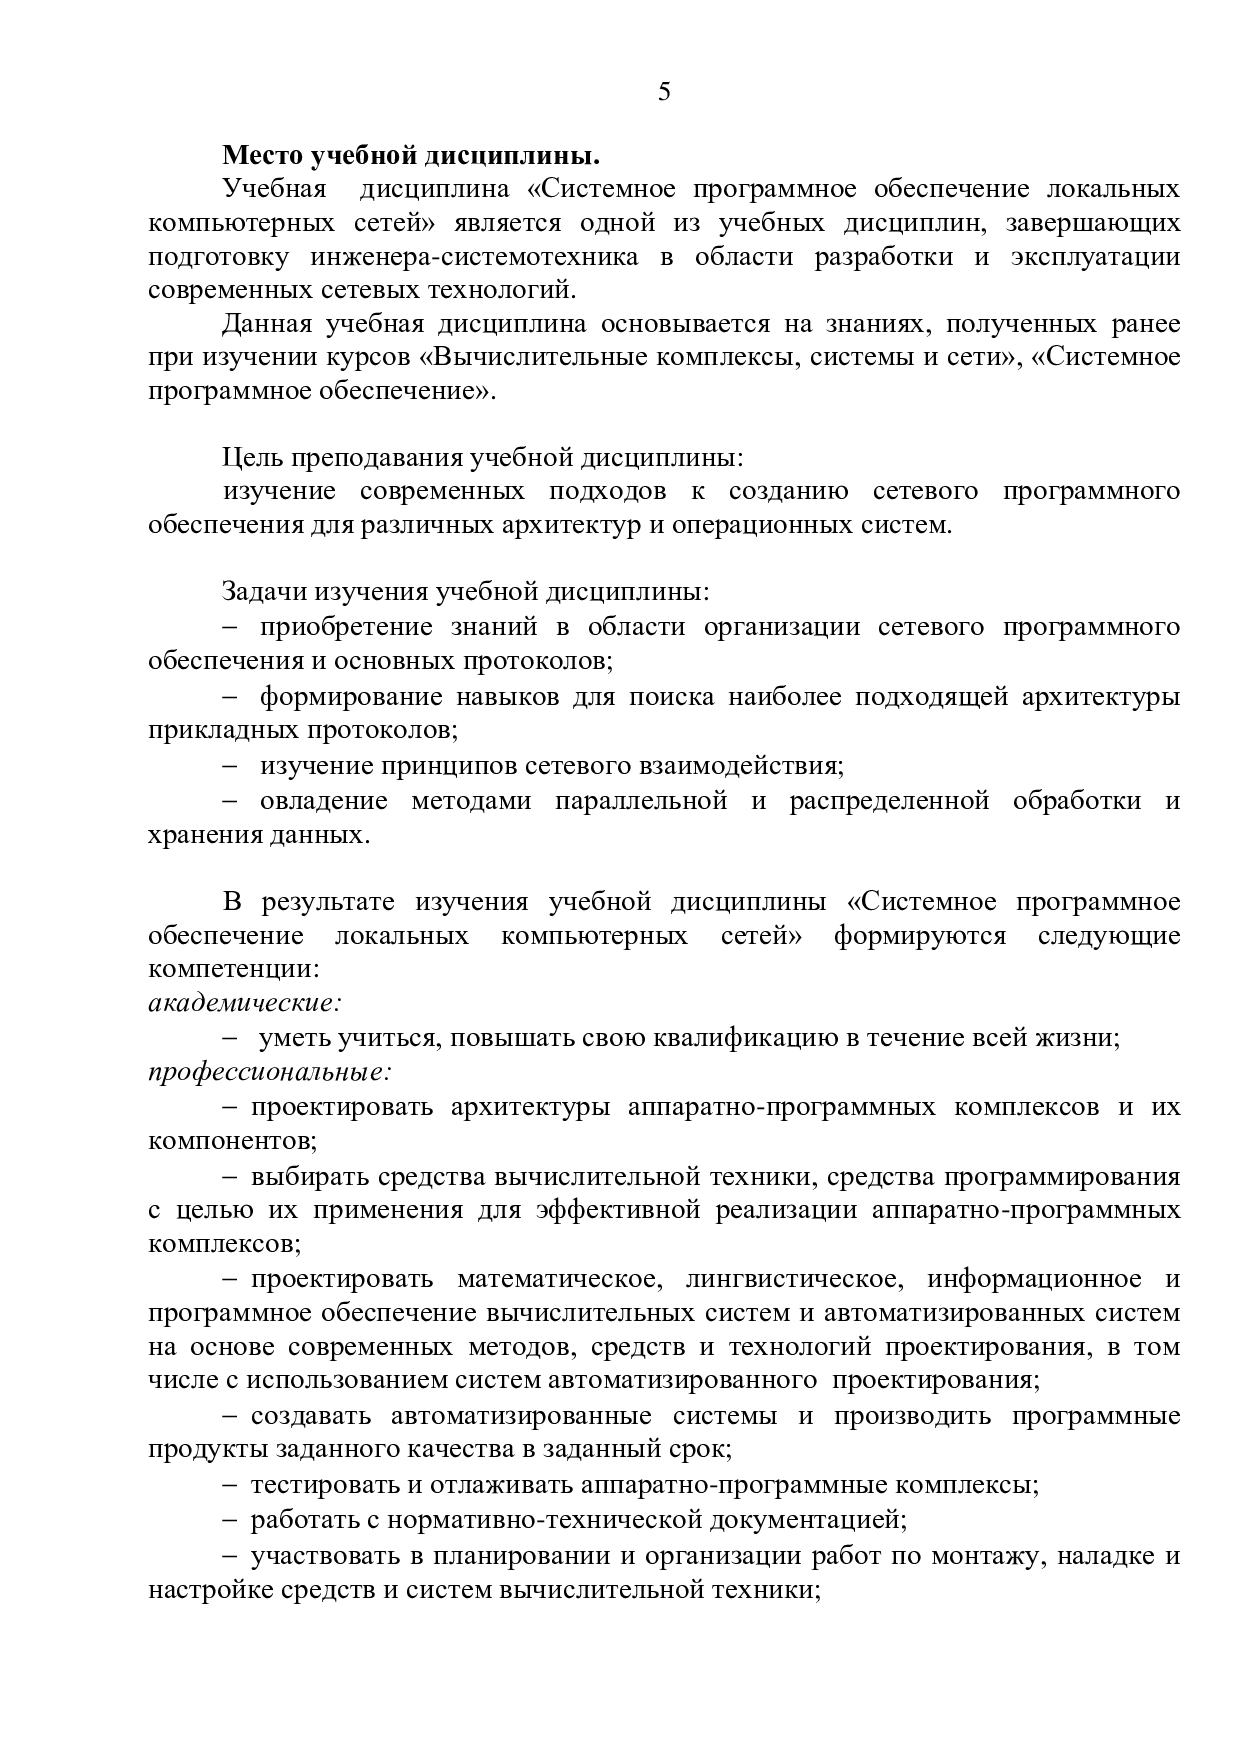 5
Место учебной дисциплины.
Учебная дисциплина «Системное программное обеспечение локальных
компьютерных сетей» является одной из учебных дисциплин, завершающих
подготовку инженера-системотехника в области разработки и эксплуатации
современных сетевых технологий.
Данная учебная дисциплина основывается на знаниях, полученных ранее
при изучении курсов «Вычислительные комплексы, системы и сети», «Системное
программное обеспечение».
Цель преподавания учебной дисциплины:
изучение современных подходов к созданию сетевого программного
обеспечения для различных архитектур и операционных систем.
Задачи изучения учебной дисциплины:
– приобретение знаний в области организации сетевого программного
обеспечения и основных протоколов;
– формирование навыков для поиска наиболее подходящей архитектуры
прикладных протоколов;
– изучение принципов сетевого взаимодействия;
– овладение методами параллельной и распределенной обработки и
хранения данных.
В результате изучения учебной дисциплины «Системное программное
обеспечение локальных компьютерных сетей» формируются следующие
компетенции:
академические:
– уметь учиться, повышать свою квалификацию в течение всей жизни;
профессиональные:
– проектировать архитектуры аппаратно-программных комплексов и их
компонентов;
– выбирать средства вычислительной техники, средства программирования
с целью их применения для эффективной реализации аппаратно-программных
комплексов;
– проектировать математическое, лингвистическое, информационное и
программное обеспечение вычислительных систем и автоматизированных систем
на основе современных методов, средств и технологий проектирования, в том
числе с использованием систем автоматизированного проектирования;
– создавать автоматизированные системы и производить программные
продукты заданного качества в заданный срок;
– тестировать и отлаживать аппаратно-программные комплексы;
– работать с нормативно-технической документацией;
– участвовать в планировании и организации работ по монтажу, наладке и
настройке средств и систем вычислительной техники;